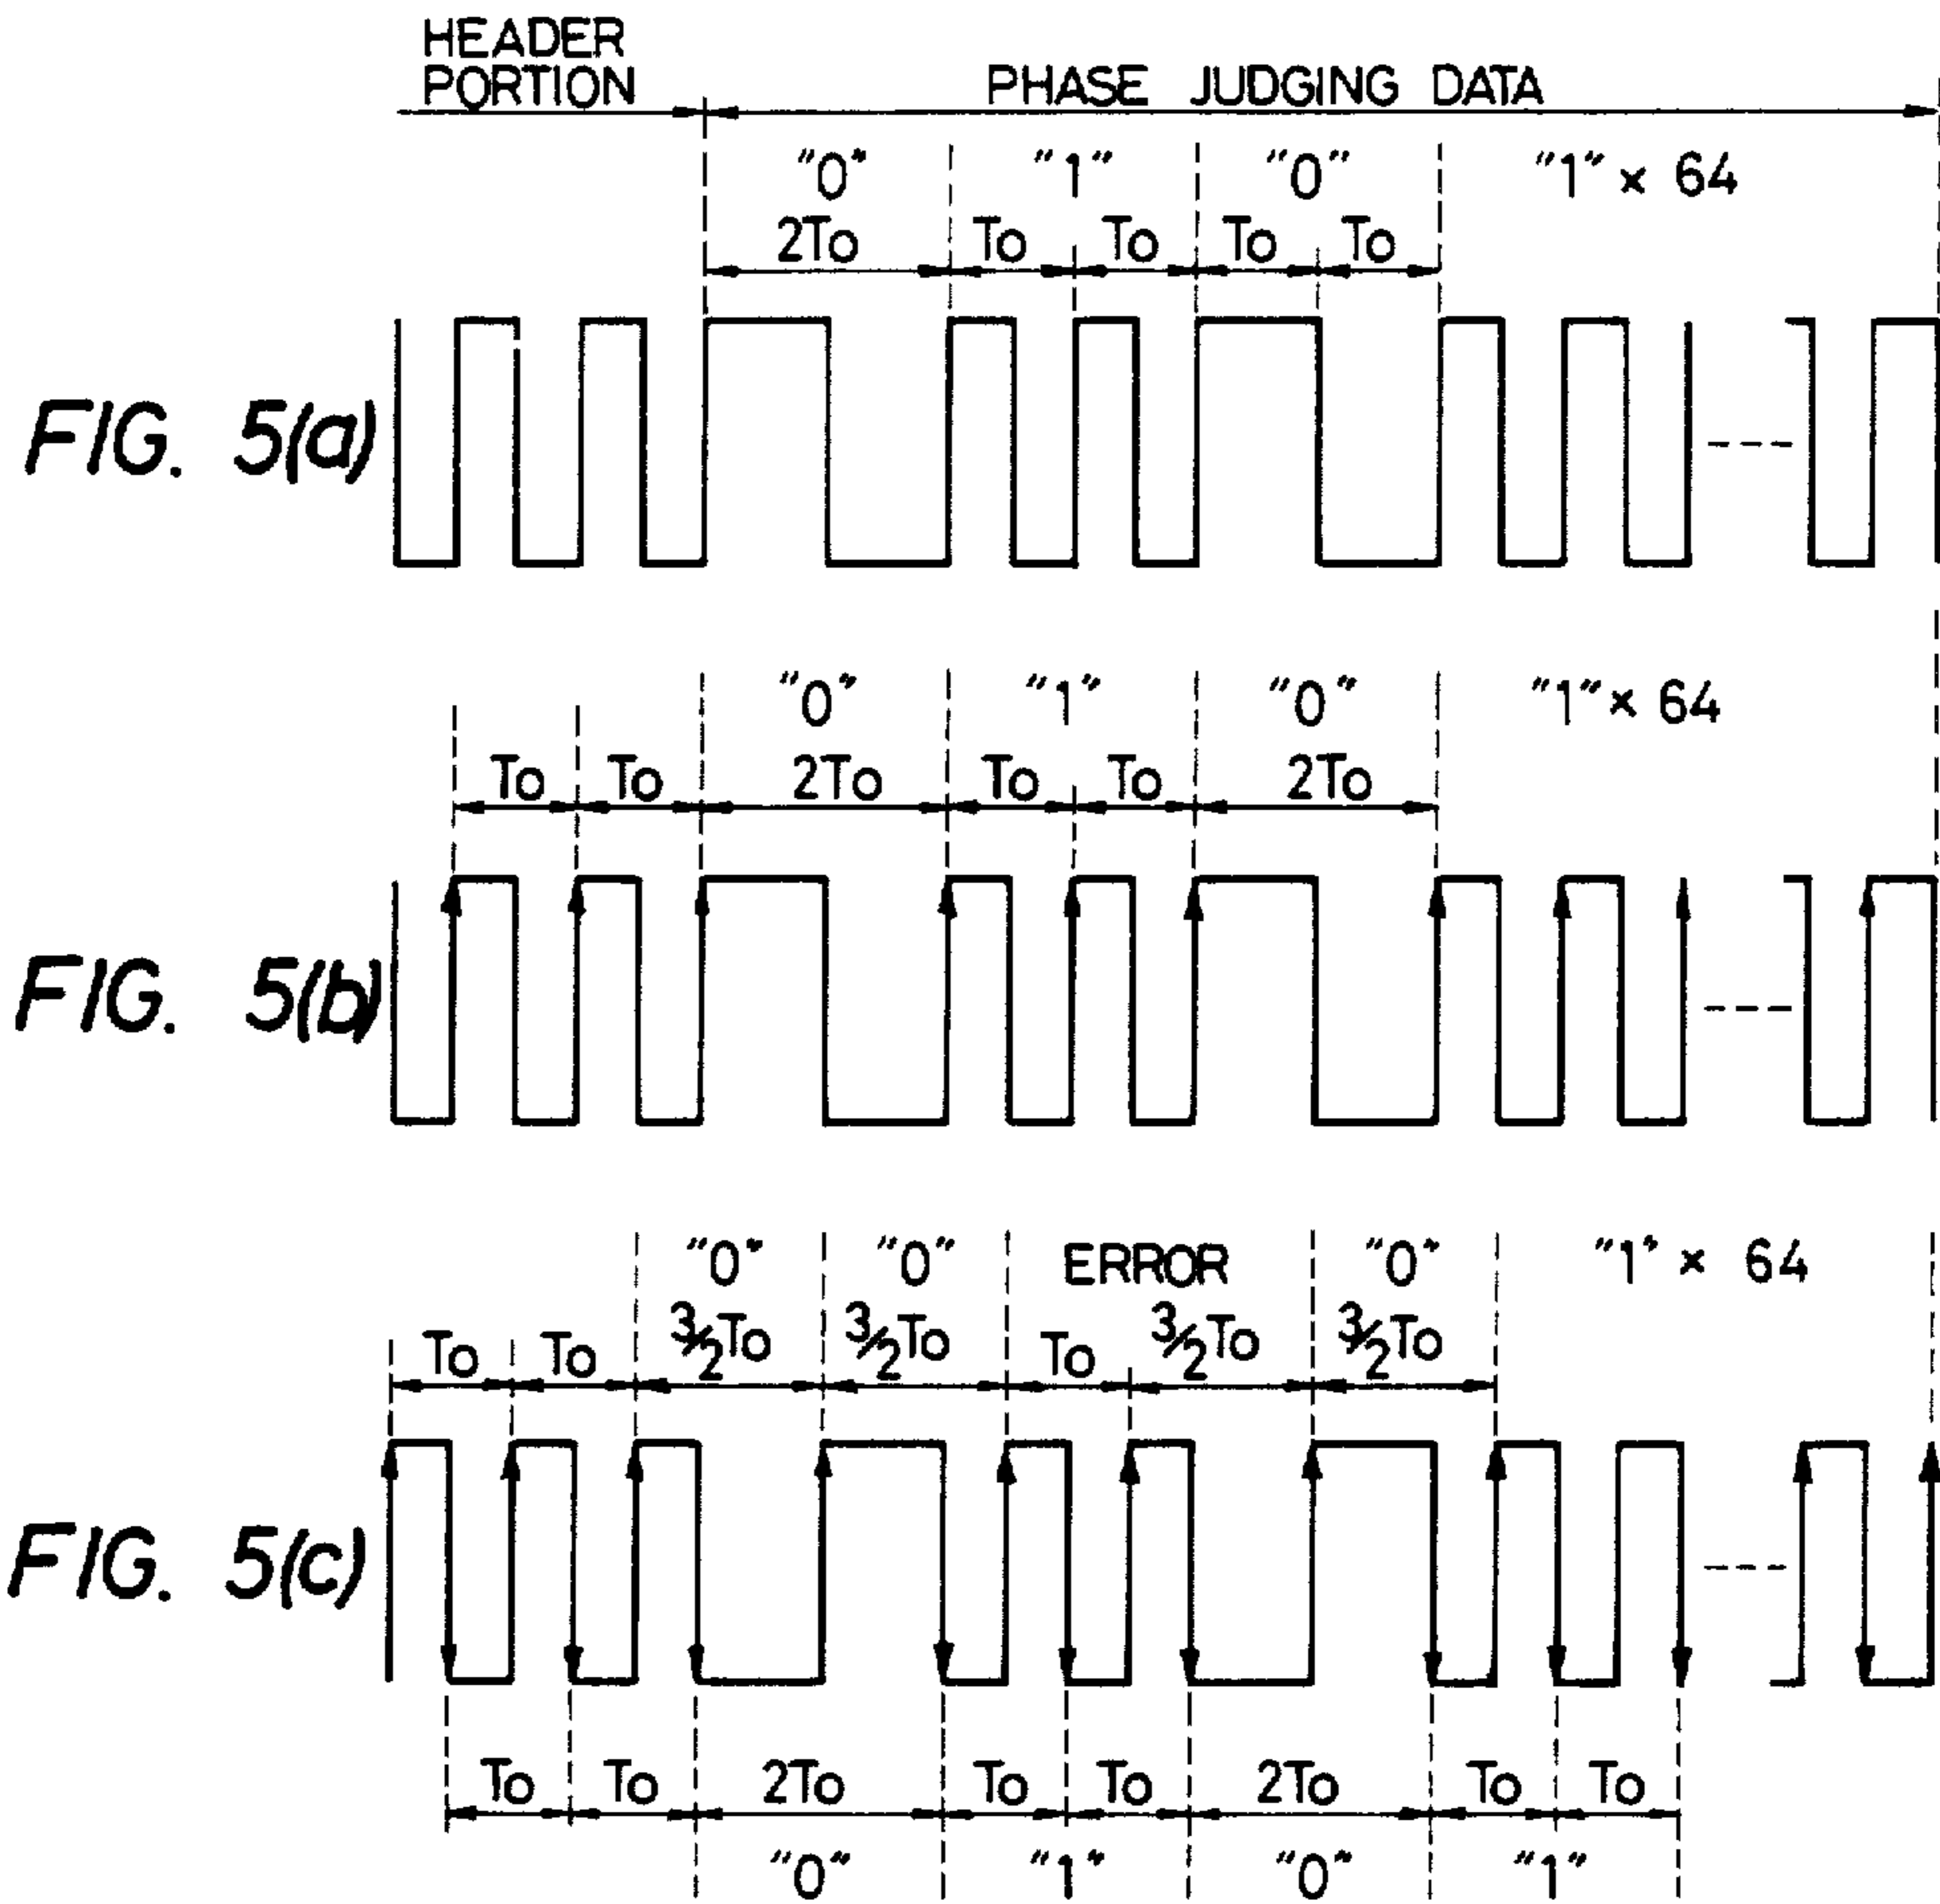 HEADER
PORTION
PHASE JUDGING DATA
"0" "1" "0" "1" × 64
2To To To To To
FIG. 5(a)
"0" "1" "0" "1" × 64
To To 2To To To 2To
FIG. 5(b)
"0" "0" ERROR "0" "1" × 64
To To 3/2To 3/2To To 3/2To 3/2To
FIG. 5(c)
To To 2To To To 2To To To
"0" "1" "0" "1"